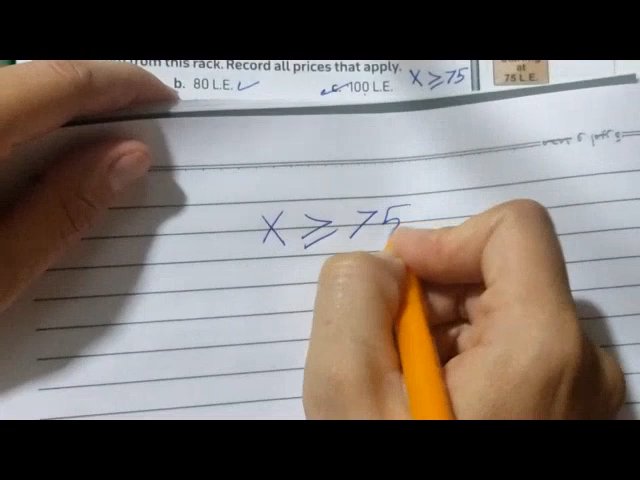 from this rack. Record all prices that apply.
b. 80 L.E. ✓ ✓ c. 100 L.E. x ≥ 75
at
75 L.E.
x ≥ 75